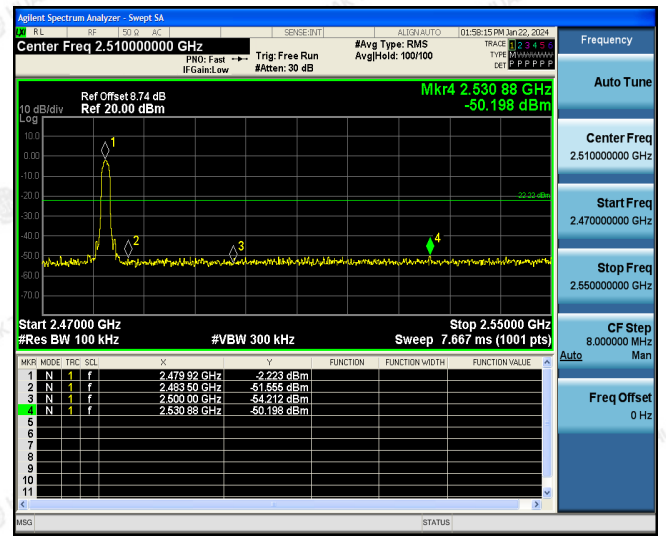 Agilent Spectrum Analyzer - Swept SA
LXI RL RF 50 Ω AC SENSE:INT ALIGN AUTO 01:58:15 PM Jan 22, 2024
Center Freq 2.510000000 GHz
PNO: Fast
IFGain:Low
Trig: Free Run
#Atten: 30 dB
#Avg Type: RMS
Avg|Hold: 100/100
TRACE 1 2 3 4 5 6
TYPE M
DET P P P P P P
Mkr4 2.530 88 GHz
-50.198 dBm
Ref Offset 8.74 dB
Ref 20.00 dBm
10 dB/div
Log
10.0
0.00
-10.0
-20.0
-30.0
-40.0
-50.0
-60.0
-70.0
1
2
3
4
-22.22 dBm
Start 2.47000 GHz
Stop 2.55000 GHz
#Res BW 100 kHz
#VBW 300 kHz
Sweep 7.667 ms (1001 pts)
MKR MODE TRC SCL X Y FUNCTION FUNCTION WIDTH FUNCTION VALUE
1 N 1 f 2.479 92 GHz -2.223 dBm
2 N 1 f 2.483 50 GHz -51.555 dBm
3 N 1 f 2.500 00 GHz -54.212 dBm
4 N 1 f 2.530 88 GHz -50.198 dBm
5
6
7
8
9
10
11
MSG
STATUS
Frequency
Auto Tune
Center Freq
2.510000000 GHz
Start Freq
2.470000000 GHz
Stop Freq
2.550000000 GHz
CF Step
8.000000 MHz
Auto Man
Freq Offset
0 Hz